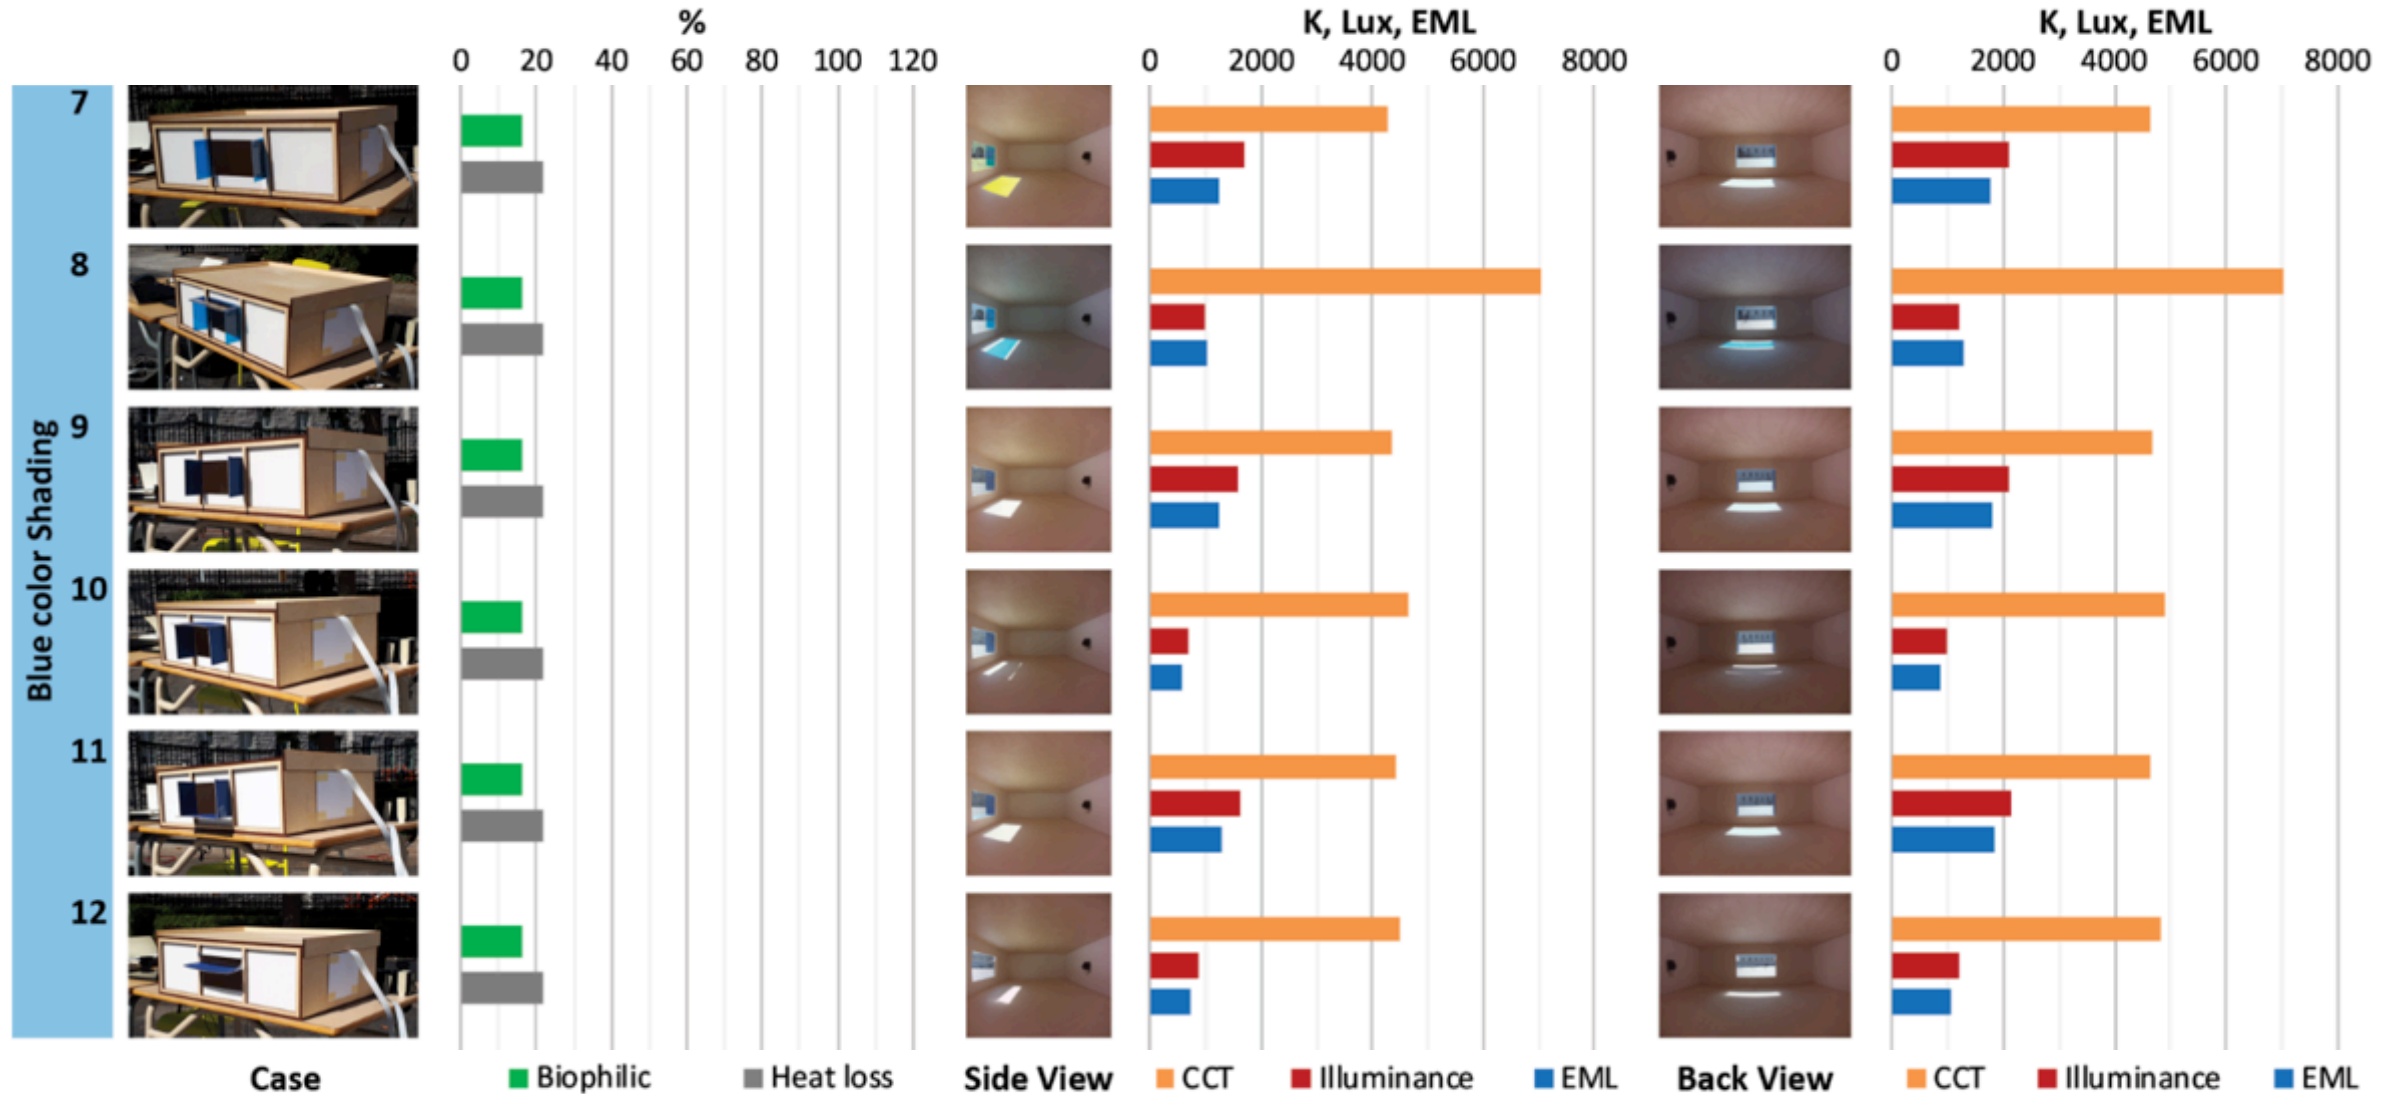 % K, Lux, EML K, Lux, EML
0 20 40 60 80 100 120 0 2000 4000 6000 8000 0 2000 4000 6000 8000
Blue color Shading
7
8
9
10
11
12
Case Biophilic Heat loss Side View CCT Illuminance EML Back View CCT Illuminance EML